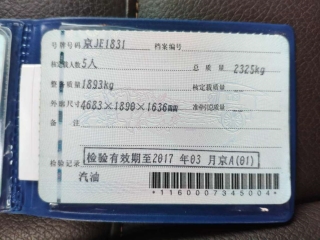 号牌号码 京JE1831 档案编号
核定载人数 5人 总质量 2325kg
整备质量 1893kg 核定载质量 --
外廓尺寸 4683×1890×1636mm 准牵引总质量 --
备注
检验记录 检验有效期至2017年03月京A(01)
汽油
*1160007345004*